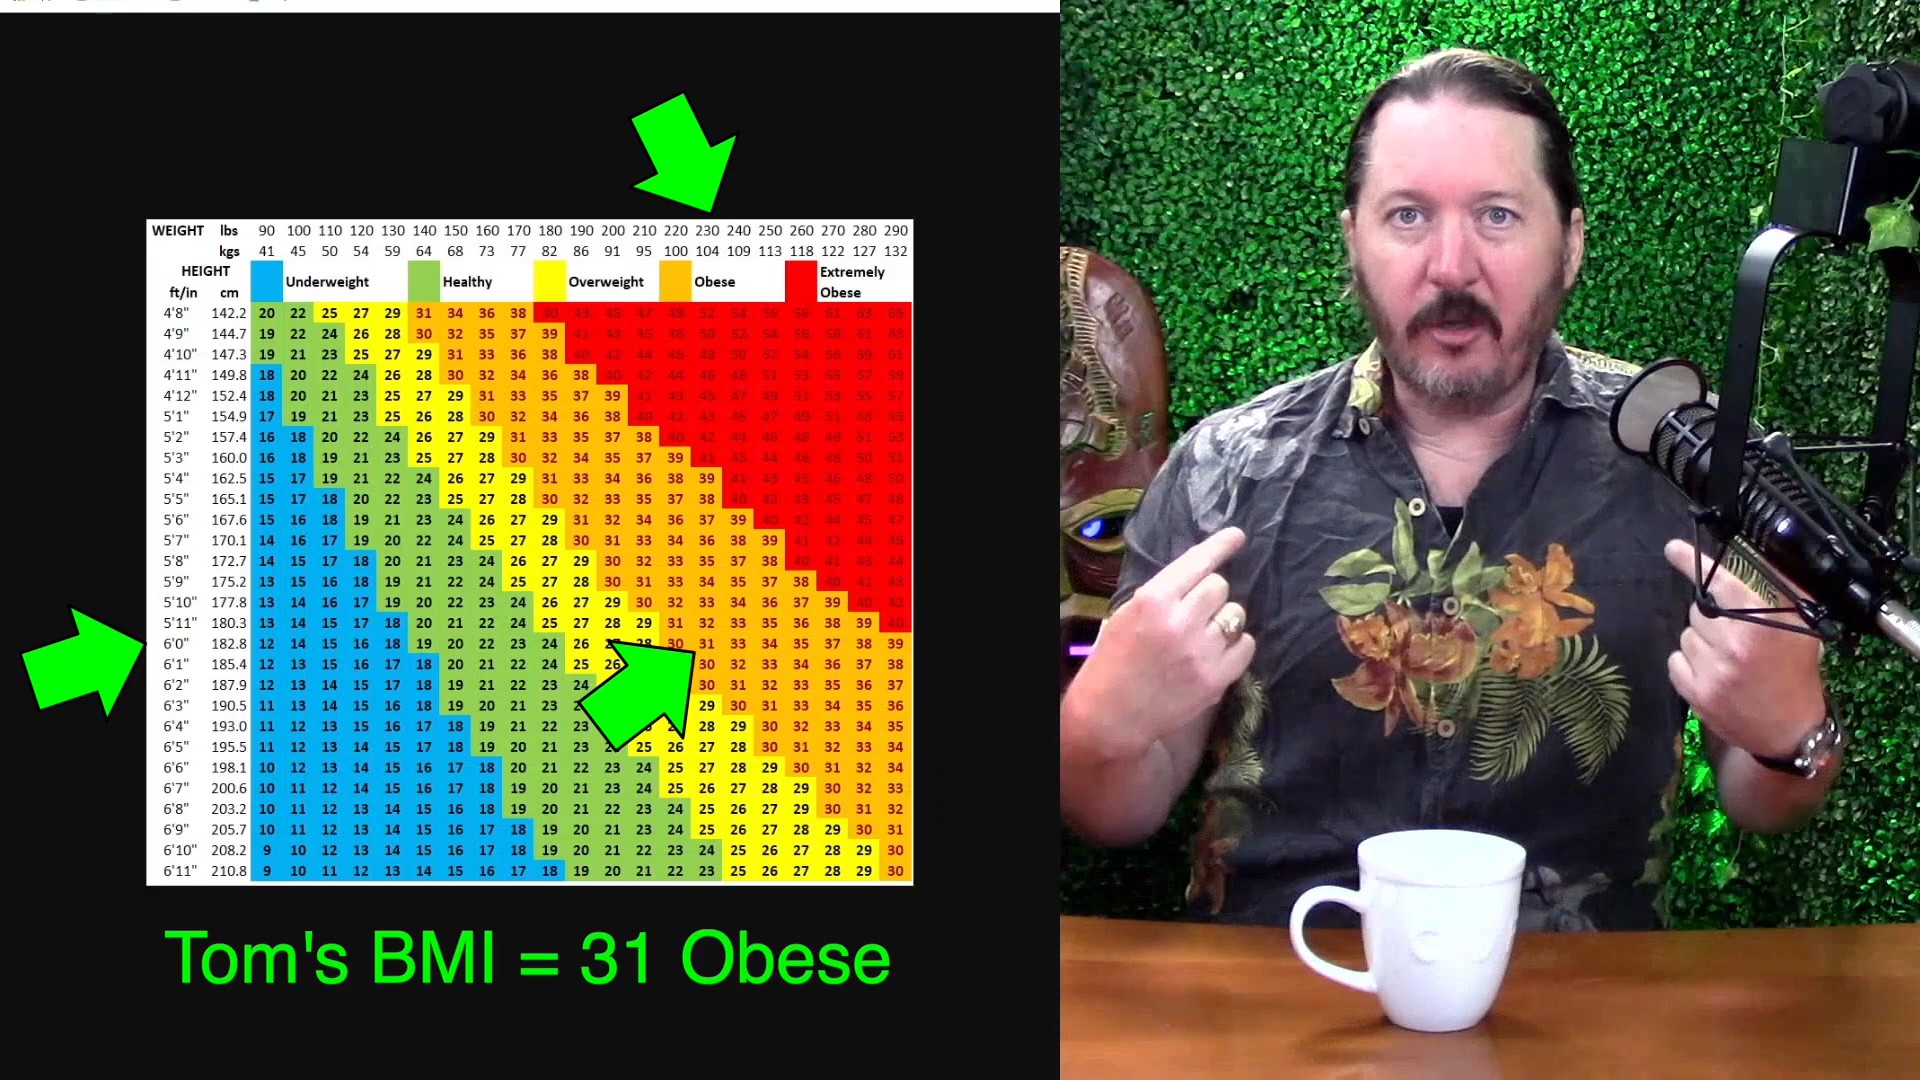 WEIGHT lbs 90 100 110 120 130 140 150 160 170 180 190 200 210 220 230 240 250 260 270 280 290
kgs 41 45 50 54 59 64 68 73 77 82 86 91 95 100 104 109 113 118 122 127 132
HEIGHT Underweight Healthy Overweight Obese Extremely
ft/in cm Obese
4'8" 142.2 20 22 25 27 29 31 34 36 38
4'9" 144.7 19 22 24 26 28 30 32 35 37 39
4'10" 147.3 19 21 23 25 27 29 31 33 36 38
4'11" 149.8 18 20 22 24 26 28 30 32 34 36 38
4'12" 152.4 18 20 21 23 25 27 29 31 33 35 37 39
5'1" 154.9 17 19 21 23 25 26 28 30 32 34 36 38
5'2" 157.4 16 18 20 22 24 26 27 29 31 33 35 37 38
5'3" 160.0 16 18 19 21 23 25 27 28 30 32 34 35 37 39
5'4" 162.5 15 17 19 21 22 24 26 27 29 31 33 34 36 38 39
5'5" 165.1 15 17 18 20 22 23 25 27 28 30 32 33 35 37 38
5'6" 167.6 15 16 18 19 21 23 24 26 27 29 31 32 34 36 37 39
5'7" 170.1 14 16 17 19 20 22 24 25 27 28 30 31 33 34 36 38 39
5'8" 172.7 14 15 17 18 20 21 23 24 26 27 29 30 32 33 35 37 38
5'9" 175.2 13 15 16 18 19 21 22 24 25 27 28 30 31 33 34 35 37 38
5'10" 177.8 13 14 16 17 19 20 22 23 24 26 27 29 30 32 33 34 36 37 39
5'11" 180.3 13 14 15 17 18 20 21 22 24 25 27 28 29 31 32 33 35 36 38 39
6'0" 182.8 12 14 15 16 18 19 20 22 23 24 26 28 30 31 33 34 35 37 38 39
6'1" 185.4 12 13 15 16 17 18 20 21 22 24 25 26 30 32 33 34 36 37 38
6'2" 187.9 12 13 14 15 17 18 19 21 22 23 24 30 31 32 33 35 36 37
6'3" 190.5 11 13 14 15 16 18 19 20 21 23 29 30 31 33 34 35 36
6'4" 193.0 11 12 13 15 16 17 18 19 21 22 23 28 29 30 32 33 34 35
6'5" 195.5 11 12 13 14 15 17 18 19 20 21 23 25 26 27 28 30 31 32 33 34
6'6" 198.1 10 12 13 14 15 16 17 18 20 21 22 23 24 25 27 28 29 30 31 32 34
6'7" 200.6 10 11 12 14 15 16 17 18 19 20 21 23 24 25 26 27 28 29 30 32 33
6'8" 203.2 10 11 12 13 14 15 16 18 19 20 21 22 23 24 25 26 27 29 30 31 32
6'9" 205.7 10 11 12 13 14 15 16 17 18 19 20 21 23 24 25 26 27 28 29 30 31
6'10" 208.2 9 10 12 13 14 15 16 17 18 19 20 21 22 23 24 25 26 27 28 29 30
6'11" 210.8 9 10 11 12 13 14 15 16 17 18 19 20 21 22 23 25 26 27 28 29 30
Tom's BMI = 31 Obese